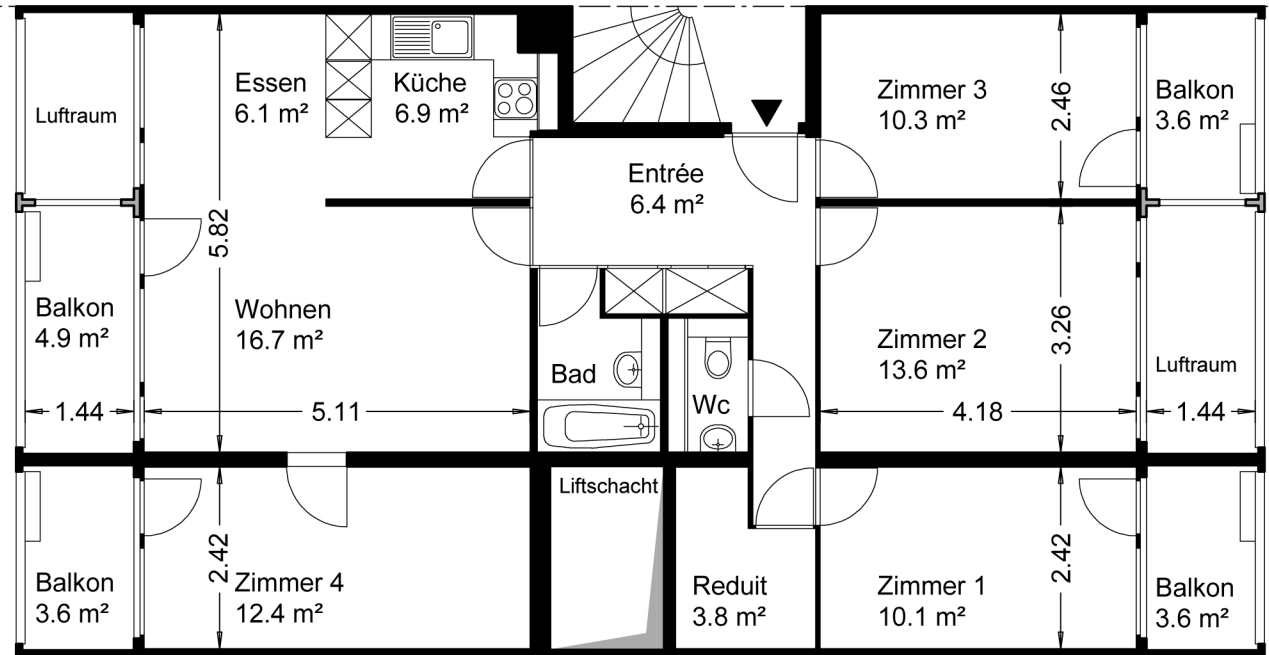 Luftraum
Essen
6.1 m²
Küche
6.9 m²
Entrée
6.4 m²
Zimmer 3
10.3 m²
2.46
Balkon
3.6 m²
5.82
Balkon
4.9 m²
1.44
Wohnen
16.7 m²
5.11
Bad
Wc
Zimmer 2
13.6 m²
3.26
4.18
Luftraum
1.44
Balkon
3.6 m²
2.42
Zimmer 4
12.4 m²
Liftschacht
Reduit
3.8 m²
Zimmer 1
10.1 m²
2.42
Balkon
3.6 m²